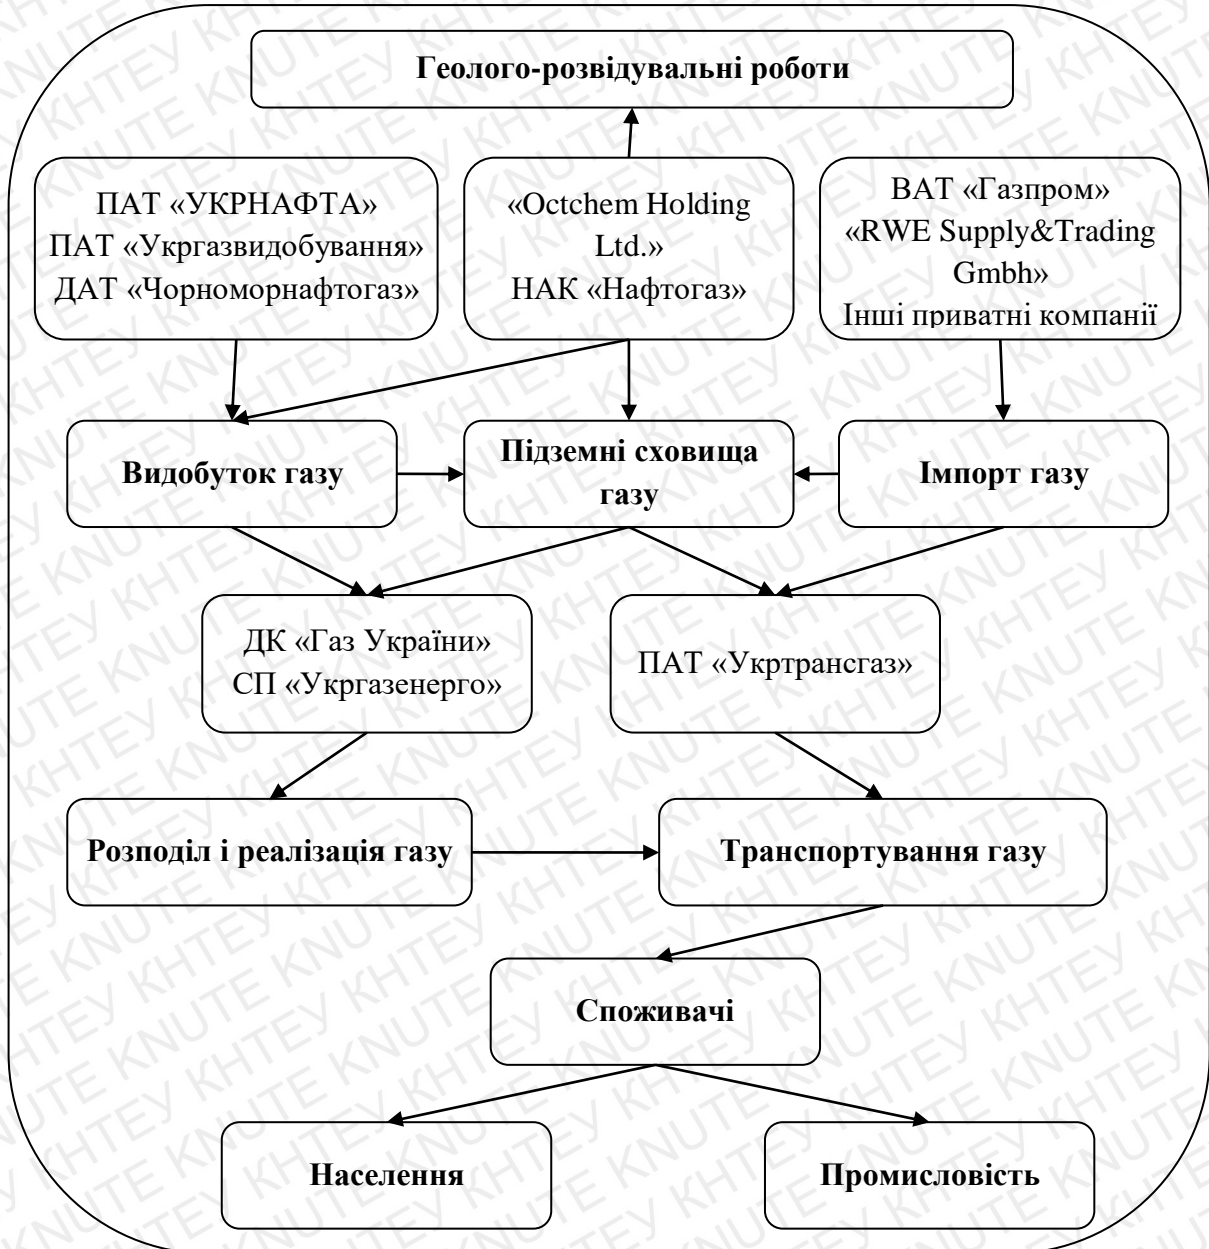 Геолого-розвідувальні роботи
ПАТ «УКРНАФТА»
ПАТ «Укргазвидобування»
ДАТ «Чорноморнафтогаз»
«Octchem Holding
Ltd.»
НАК «Нафтогаз»
ВАТ «Газпром»
«RWE Supply&Trading
Gmbh»
Інші приватні компанії
Видобуток газу
Підземні сховища
газу
Імпорт газу
ДК «Газ України»
СП «Укргазенерго»
ПАТ «Укртрансгаз»
Розподіл і реалізація газу
Транспортування газу
Споживачі
Населення
Промисловість